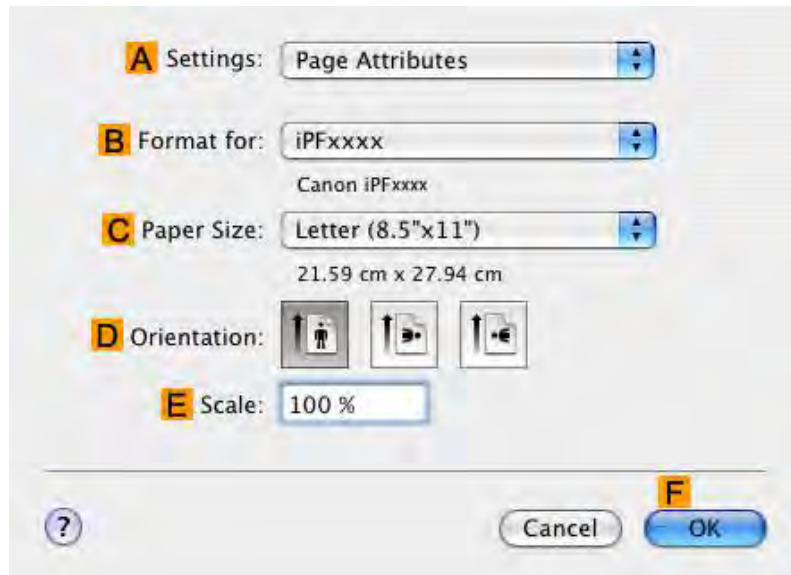 A Settings: Page Attributes
B Format for: iPFxxxx
Canon iPFxxxx
C Paper Size: Letter (8.5"x11")
21.59 cm x 27.94 cm
D Orientation:
E Scale: 100 %
F
? Cancel OK